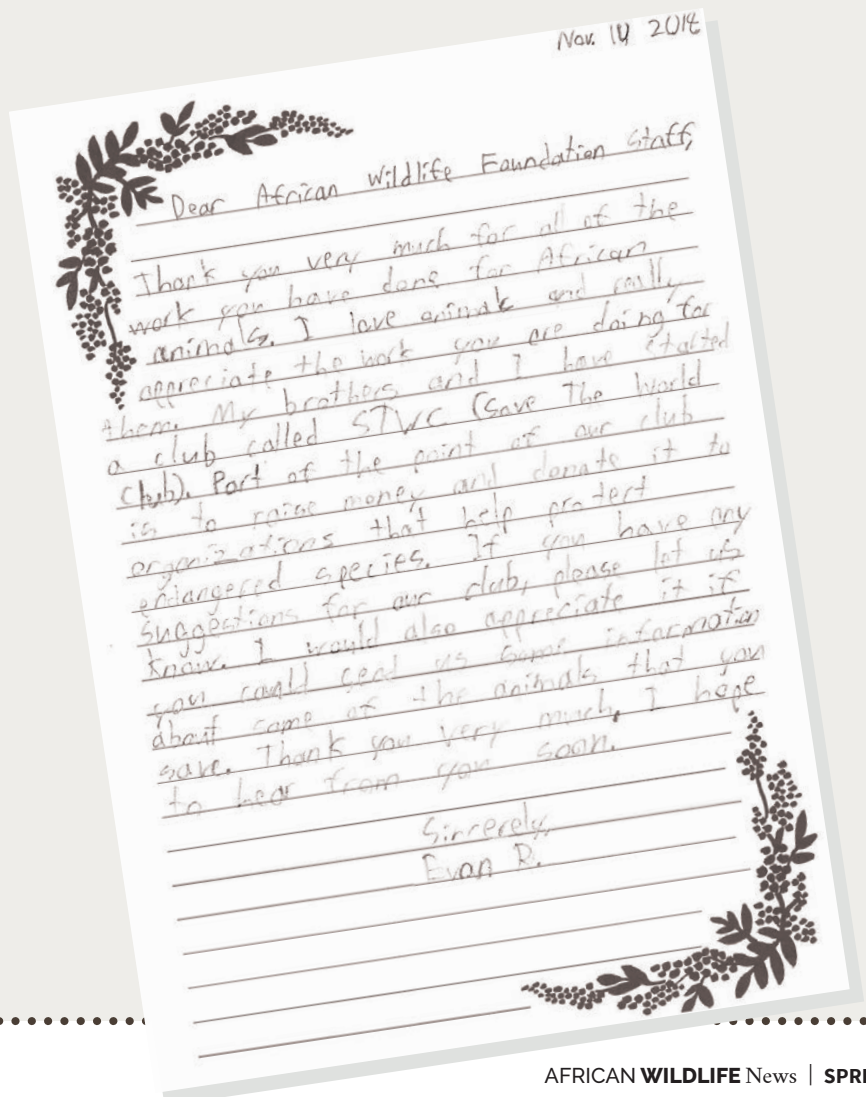 Nov. 2018
Dear African Wildlife Foundation Staff,
Thank you very much for all of the
work you have done for African
animals. I love animals and really
appreciate the work you are doing for
them. My brothers and I have started
a club called STWC (Save The World
Club). Part of the point of our club
is to raise money and donate it to
organizations that help protect
endangered species. If you have any
suggestions for our club, please let us
know. I would also appreciate it if
you could send us some information
about some of the animals that you
save. Thank you very much. I hope
to hear from you soon.
Sincerely,
Evan R.
AFRICAN WILDLIFE News | SPRI